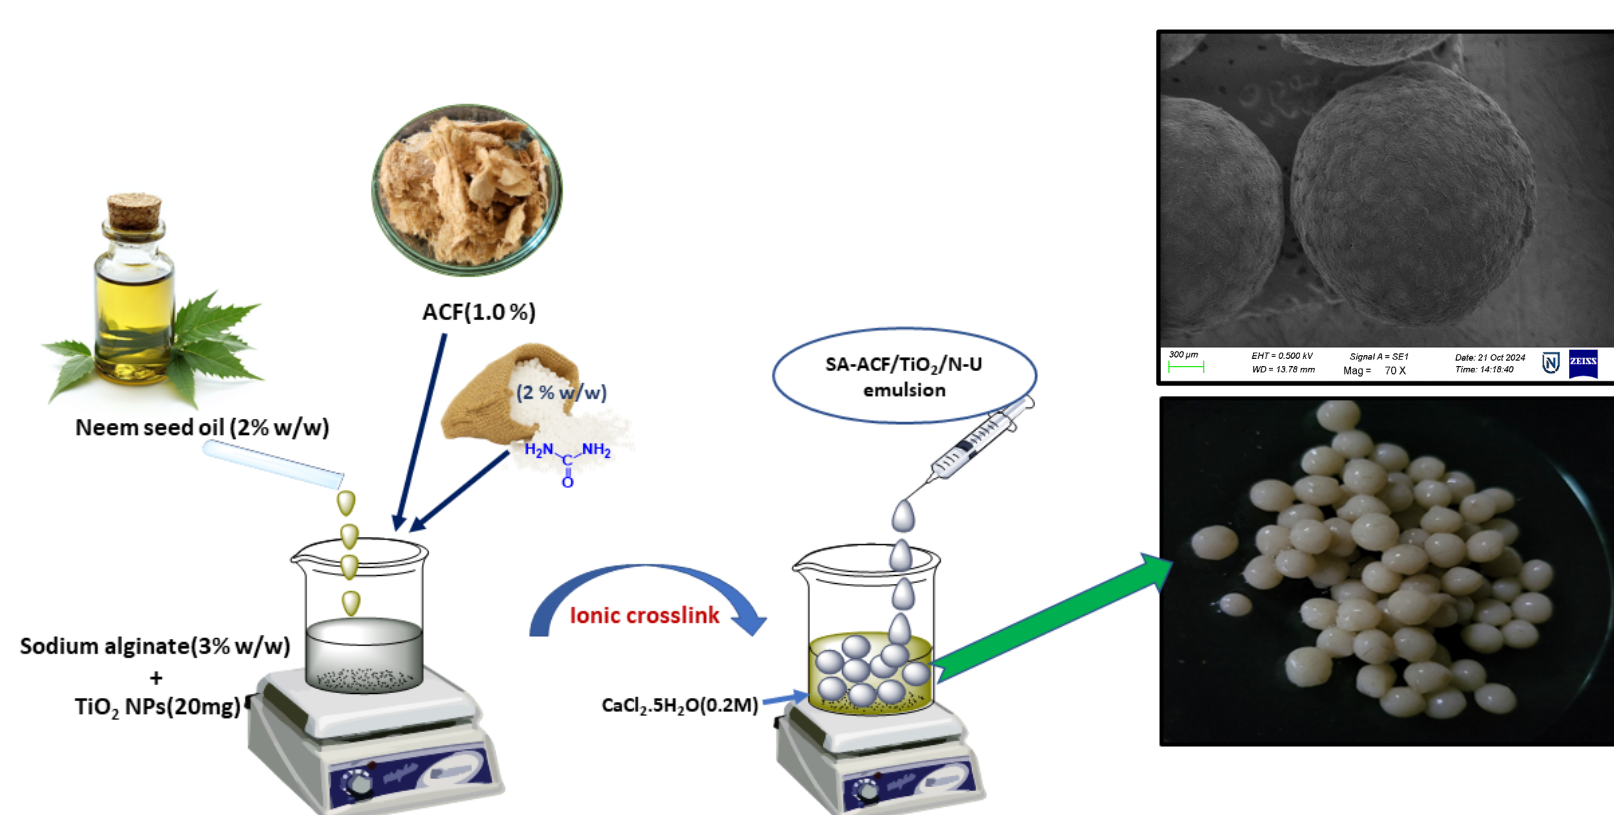 ACF(1.0 %)
(2 % w/w)
H₂N NH₂
C
O
Neem seed oil (2% w/w)
Sodium alginate(3% w/w)
+
TiO₂ NPs(20mg)
Ionic crosslink
SA-ACF/TiO₂/N-U
emulsion
CaCl₂.5H₂O(0.2M)
300 µm
EHT = 0.500 kV
WD = 13.78 mm
Signal A = SE1
Mag = 70 X
Date: 21 Oct 2024
Time: 14:18:40
N
ZEISS